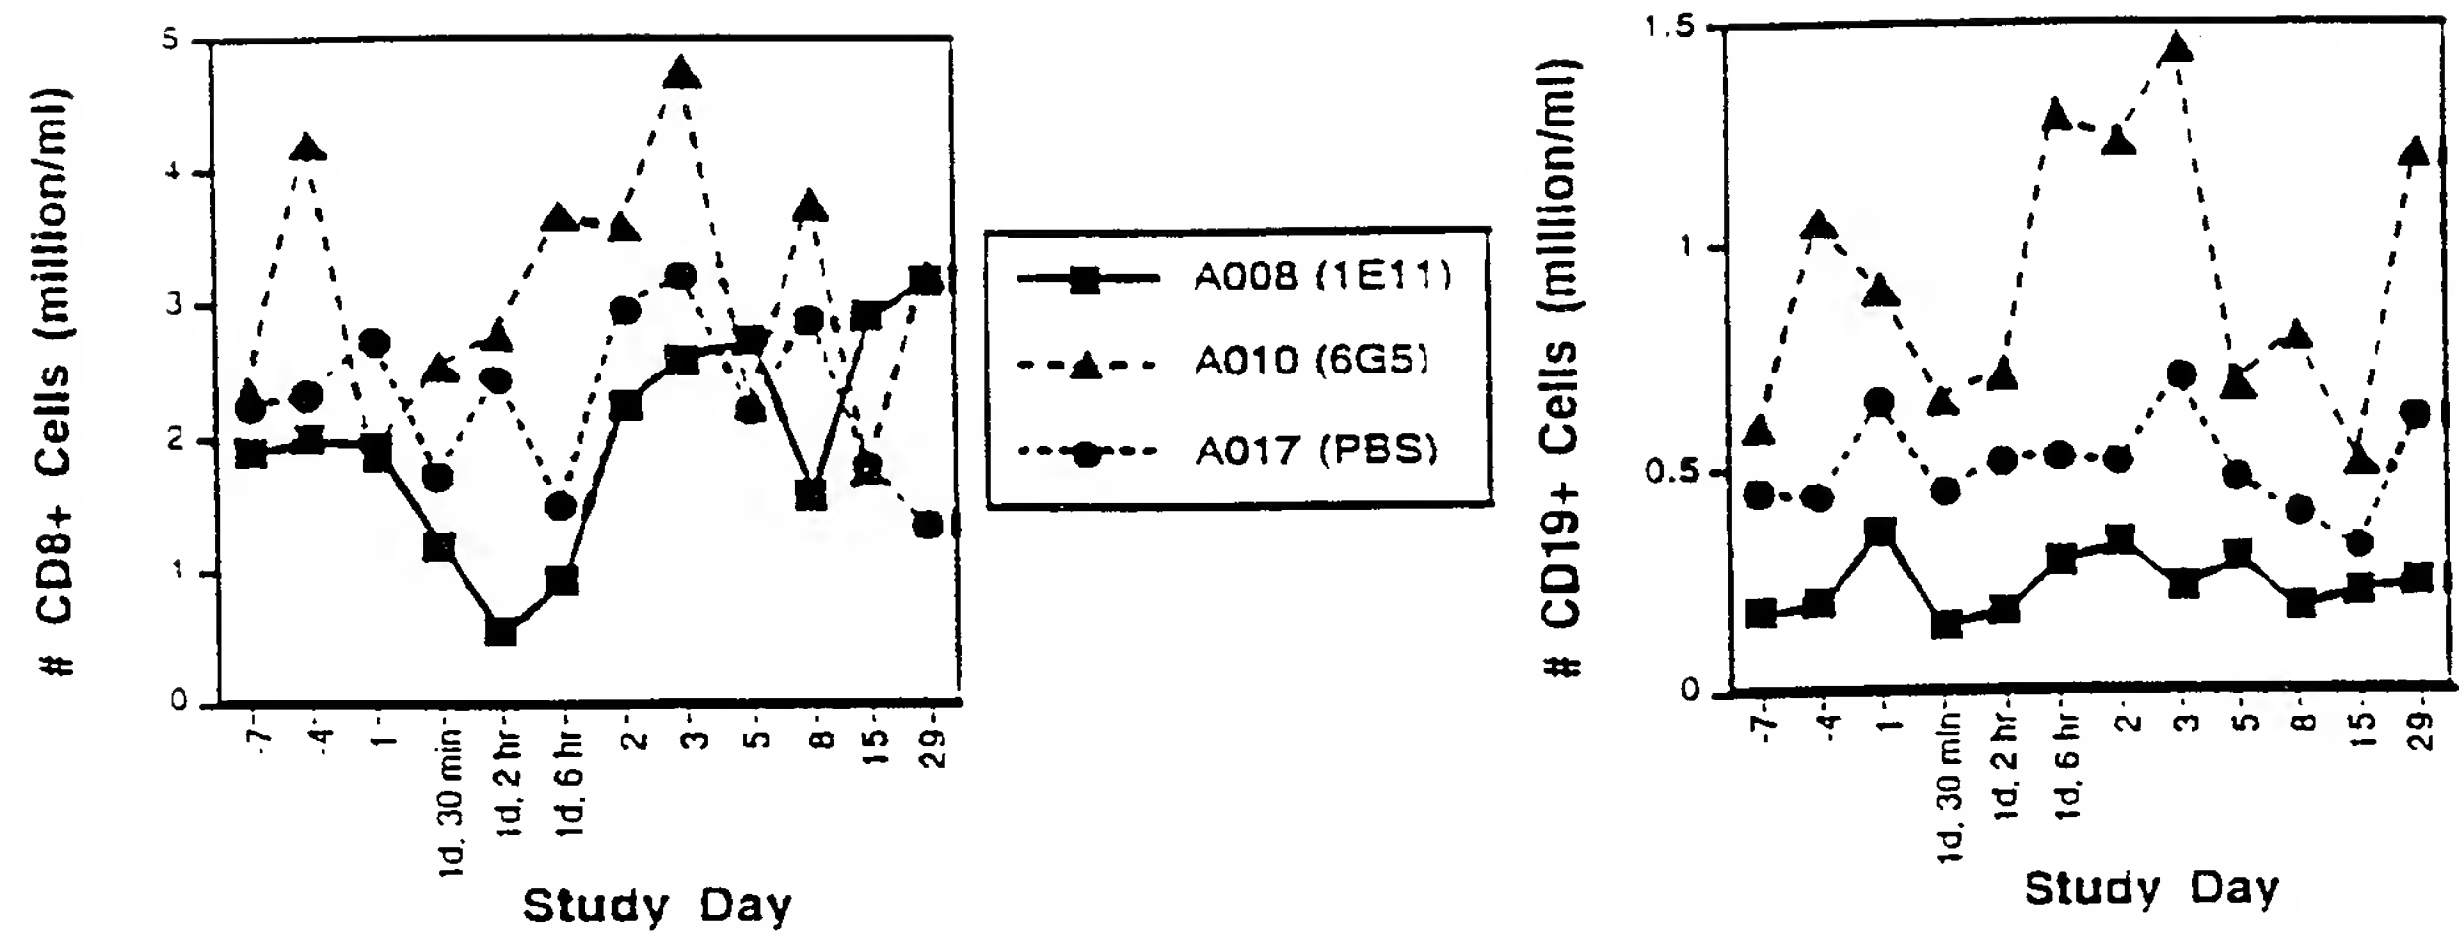 # CD8+ Cells (million/ml)
5
4
3
2
1
0
-7
-4
1
1d. 30 min
1d. 2 hr
1d. 6 hr
2
3
5
8
15
29
Study Day
A008 (1E11)
A010 (6G5)
A017 (PBS)
# CD19+ Cells (million/ml)
1.5
1
0.5
0
-7
-4
1
1d. 30 min
1d. 2 hr
1d. 6 hr
2
3
5
8
15
29
Study Day